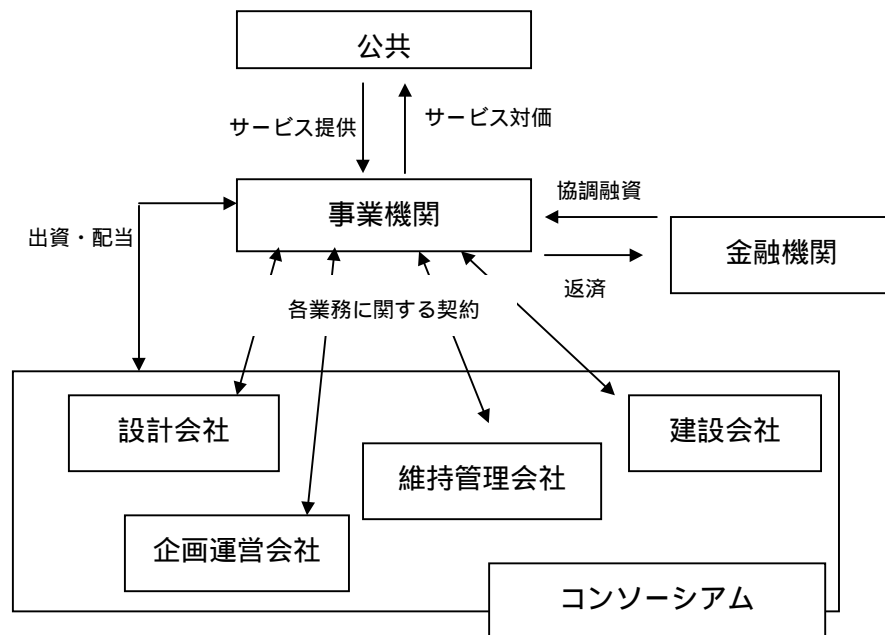 公共
サービス提供
サービス対価
事業機関
協調融資
金融機関
出資・配当
返済
各業務に関する契約
設計会社
建設会社
維持管理会社
企画運営会社
コンソーシアム